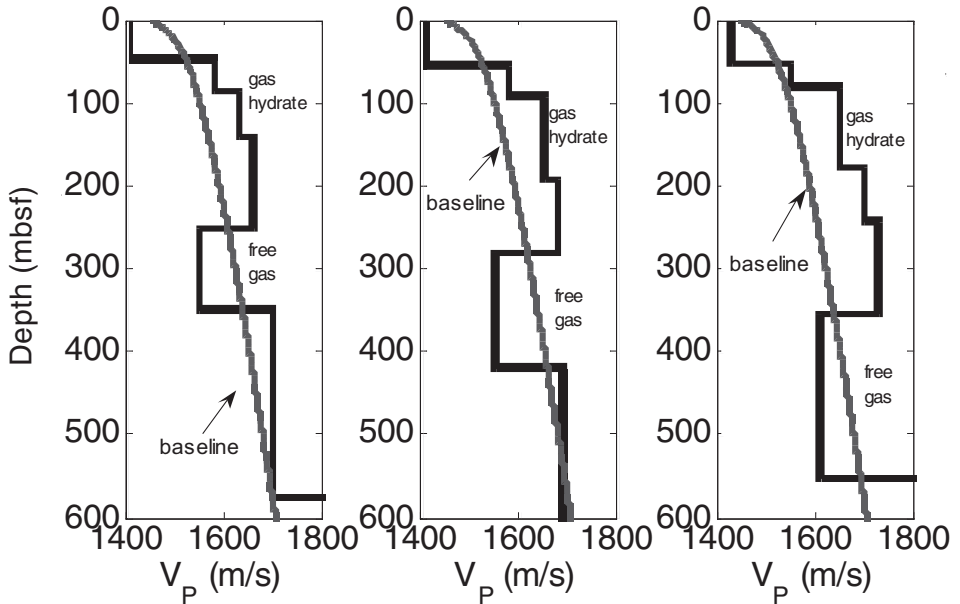 0
100
200
300
400
500
600
Depth (mbsf)
gas
hydrate
free
gas
baseline
1400 1600 1800
V_P (m/s)
0
100
200
300
400
500
600
gas
hydrate
baseline
free
gas
1400 1600 1800
V_P (m/s)
0
100
200
300
400
500
600
gas
hydrate
baseline
free
gas
1400 1600 1800
V_P (m/s)